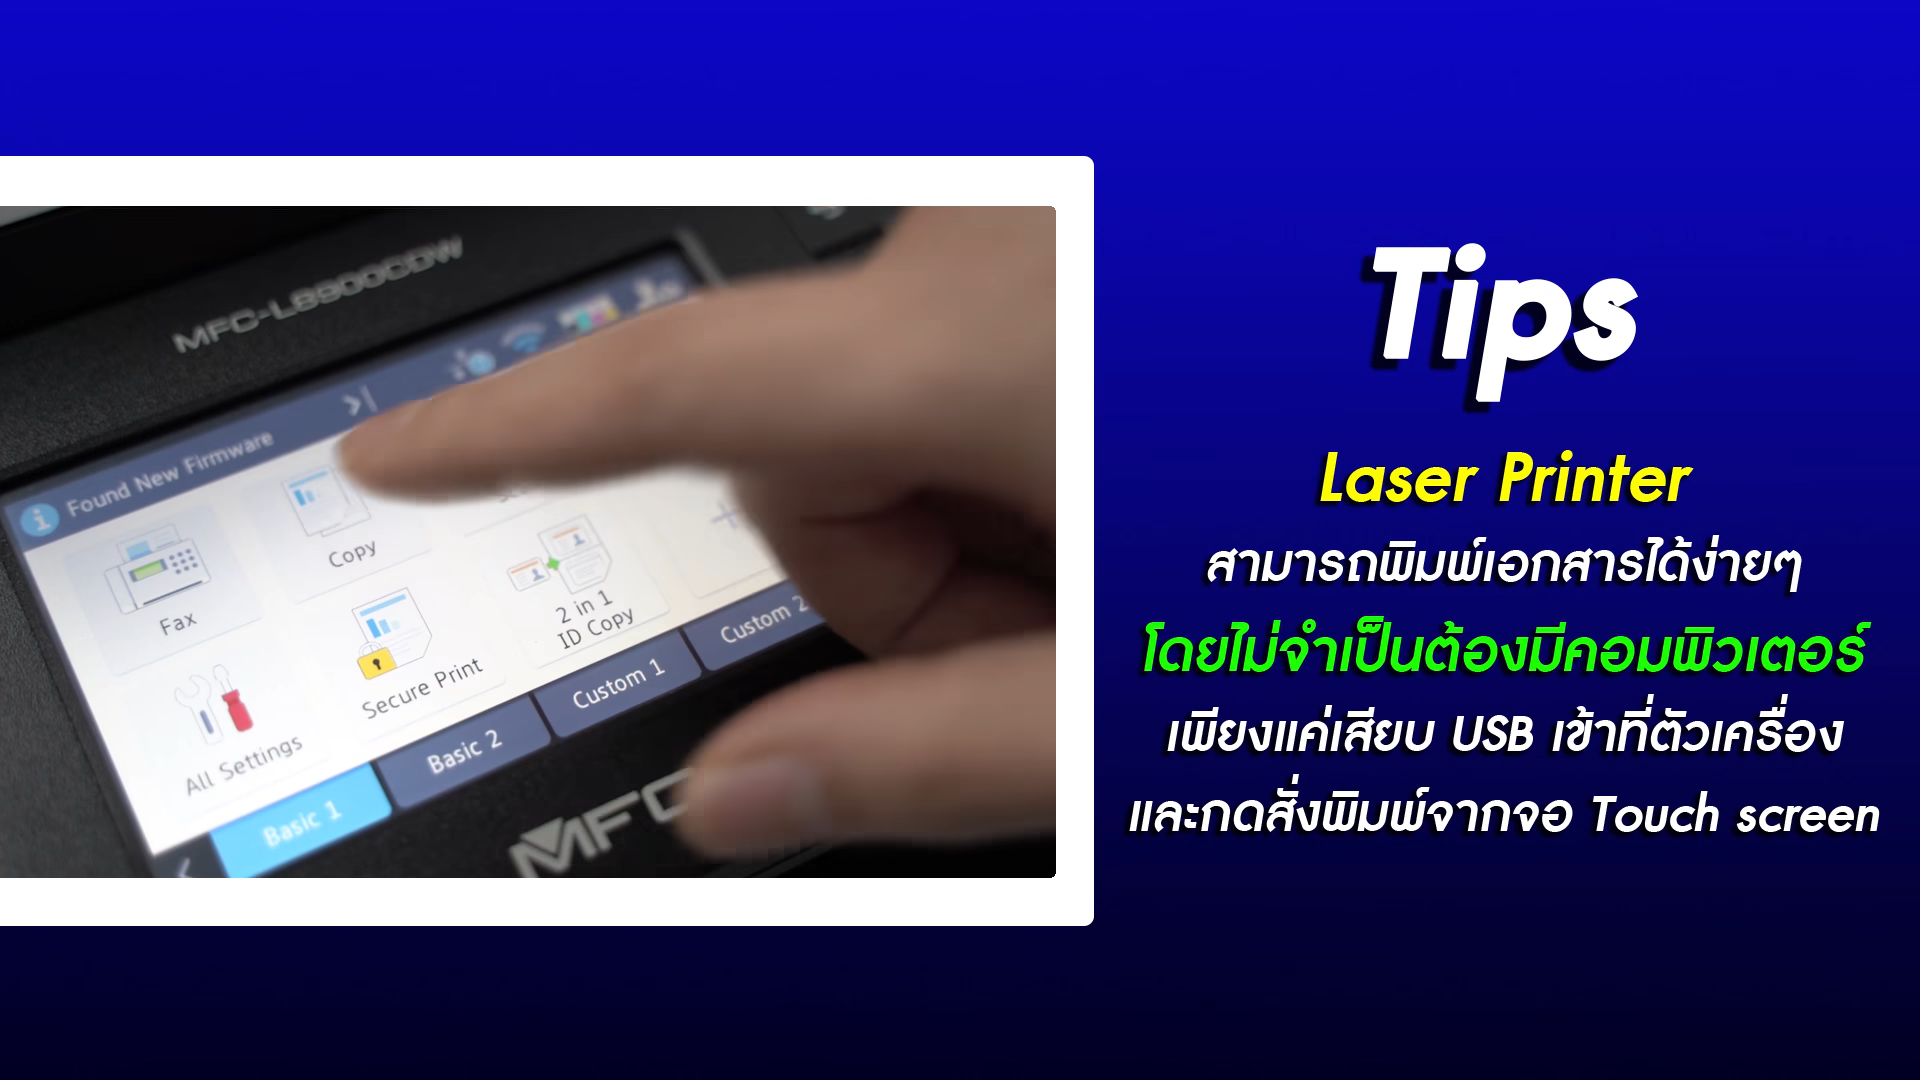 MFC-L8900CDW
Found New Firmware
Fax
Copy
All Settings
Secure Print
2 in 1
ID Copy
Basic 1
Basic 2
Custom 1
Custom 2
MFC
Tips
Laser Printer
สามารถพิมพ์เอกสารได้ง่ายๆ
โดยไม่จำเป็นต้องมีคอมพิวเตอร์
เพียงแค่เสียบ USB เข้าที่ตัวเครื่อง
และกดสั่งพิมพ์จากจอ Touch screen